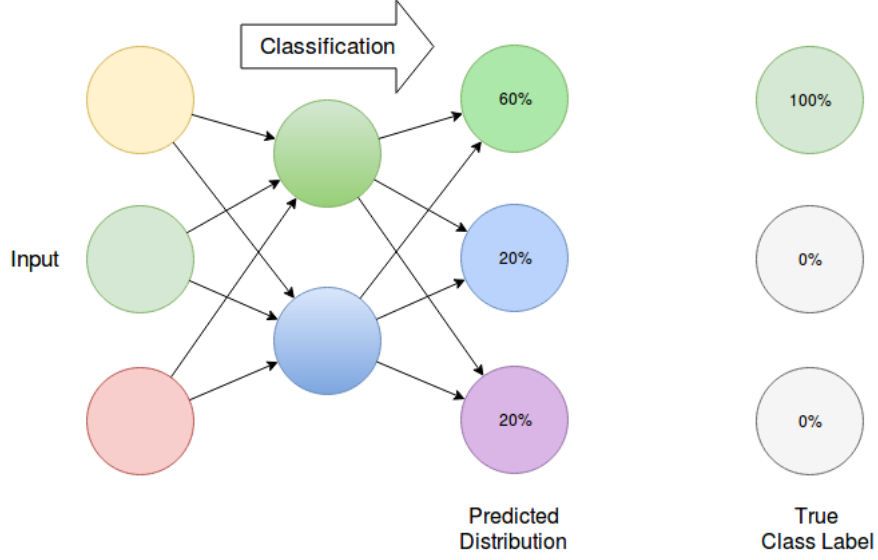 Classification
60%
100%
Input
20%
0%
20%
0%
Predicted
Distribution
True
Class Label